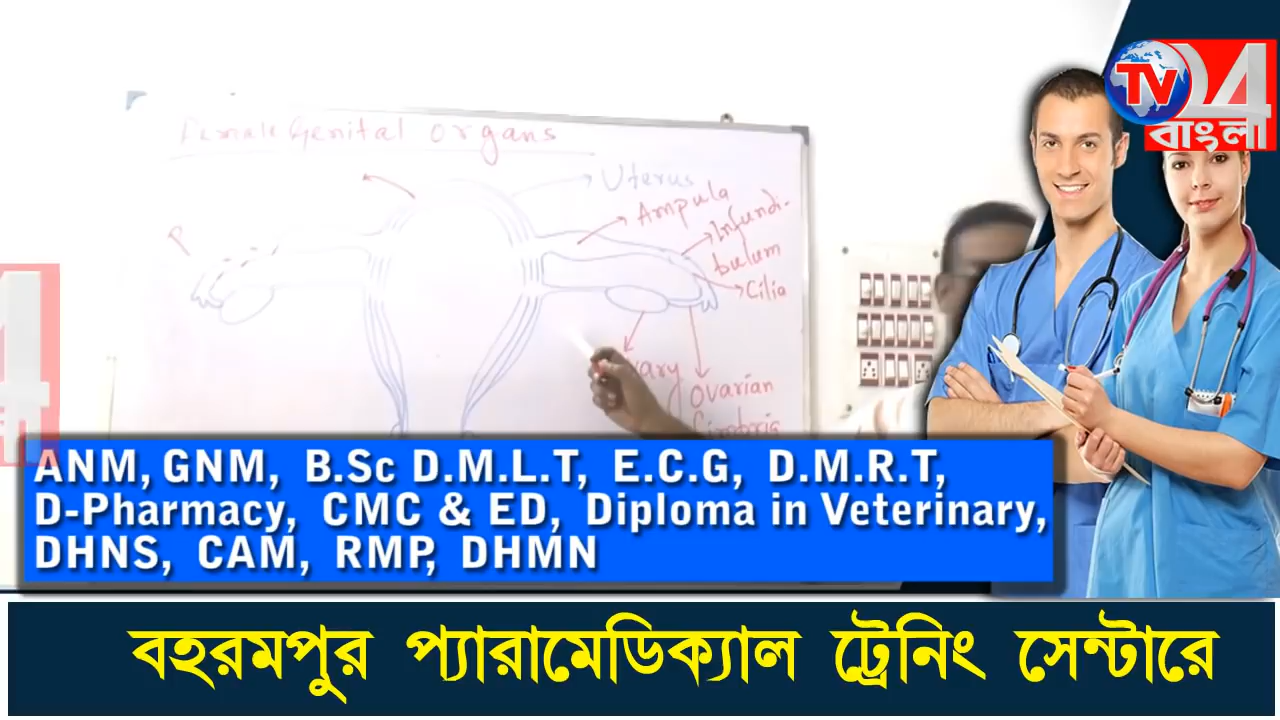 TV
24
বাংলা
Female Genital Organs
Uterus
Ampula
Infundi-
bulum
Cilia
P
Ovarian
ANM, GNM, B.Sc D.M.L.T, E.C.G, D.M.R.T,
D-Pharmacy, CMC & ED, Diploma in Veterinary,
DHNS, CAM, RMP, DHMN
বহরমপুর প্যারামেডিক্যাল ট্রেনিং সেন্টারে